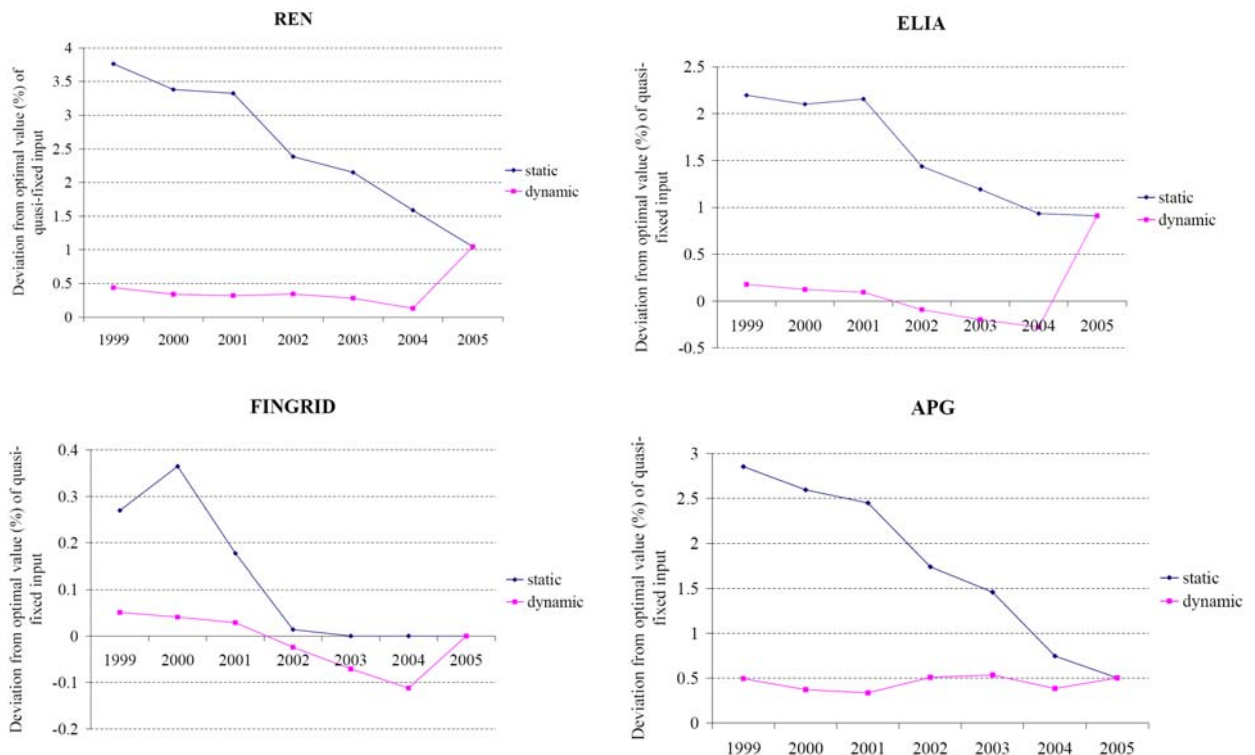 REN
Deviation from optimal value (%) of
quasi-fixed input
4
3.5
3
2.5
2
1.5
1
0.5
0
1999 2000 2001 2002 2003 2004 2005
static
dynamic
ELIA
Deviation from optimal value (%) of quasi-
fixed input
2.5
2
1.5
1
0.5
0
-0.5
1999 2000 2001 2002 2003 2004 2005
static
dynamic
FINGRID
Deviation from optimal value (%) of quasi-
fixed input
0.4
0.3
0.2
0.1
0
-0.1
-0.2
1999 2000 2001 2002 2003 2004 2005
static
dynamic
APG
Deviation from optimal value (%) of quasi-
fixed input
3
2.5
2
1.5
1
0.5
0
1999 2000 2001 2002 2003 2004 2005
static
dynamic